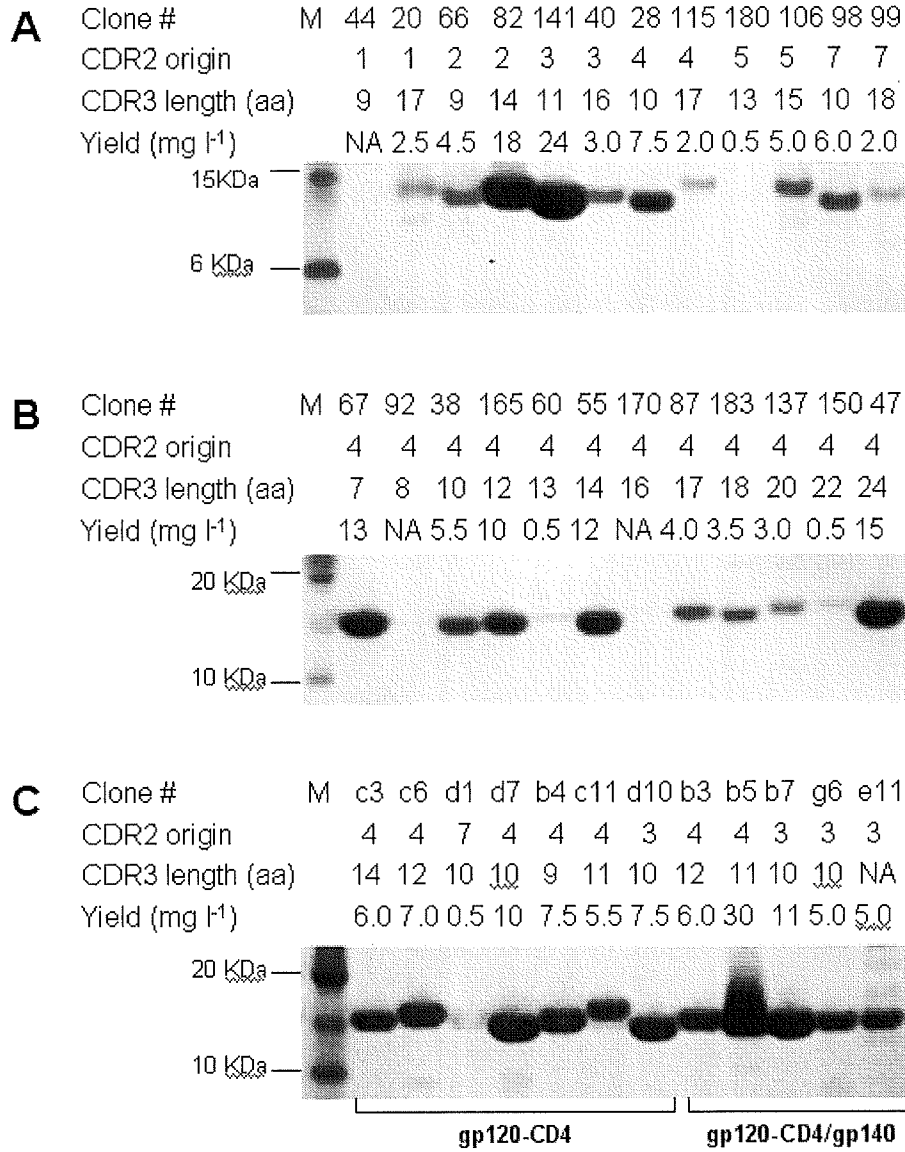 A
Clone # M 44 20 66 82 141 40 28 115 180 106 98 99
CDR2 origin 1 1 2 2 3 3 4 4 5 5 7 7
CDR3 length (aa) 9 17 9 14 11 16 10 17 13 15 10 18
Yield (mg l-1) NA 2.5 4.5 18 24 3.0 7.5 2.0 0.5 5.0 6.0 2.0
15KDa
6 KDa
B
Clone # M 67 92 38 165 60 55 170 87 183 137 150 47
CDR2 origin 4 4 4 4 4 4 4 4 4 4 4 4
CDR3 length (aa) 7 8 10 12 13 14 16 17 18 20 22 24
Yield (mg l-1) 13 NA 5.5 10 0.5 12 NA 4.0 3.5 3.0 0.5 15
20 KDa
10 KDa
C
Clone # M c3 c6 d1 d7 b4 c11 d10 b3 b5 b7 g6 e11
CDR2 origin 4 4 7 4 4 4 3 4 4 3 3 3
CDR3 length (aa) 14 12 10 10 9 11 10 12 11 10 10 NA
Yield (mg l-1) 6.0 7.0 0.5 10 7.5 5.5 7.5 6.0 30 11 5.0 5.0
20 KDa
10 KDa
gp120-CD4 gp120-CD4/gp140